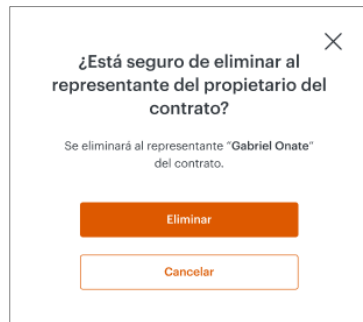 ¿Está seguro de eliminar al
representante del propietario del
contrato?
Se eliminará al representante "Gabriel Onate"
del contrato.
Eliminar
Cancelar